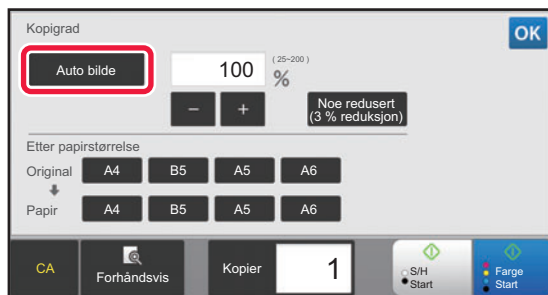 Kopigrad
OK
Auto bilde
100
(25~200)
%
−
+
Noe redusert
(3 % reduksjon)
Etter papirstørrelse
Original
A4
B5
A5
A6
Papir
A4
B5
A5
A6
CA
Forhåndsvis
Kopier
1
S/H
Start
Farge
Start